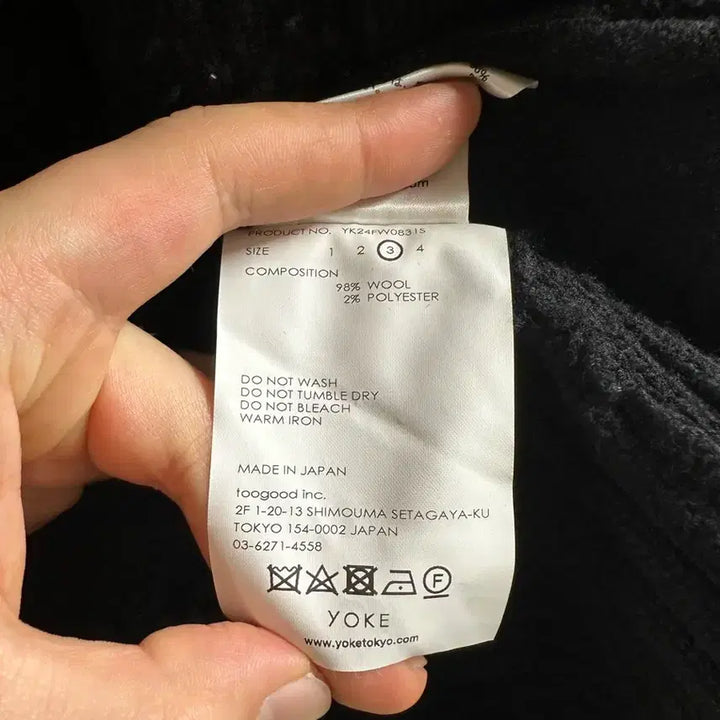 PRODUCT NO. YK24FW0831S
SIZE 1 2 3 4
COMPOSITION
98% WOOL
2% POLYESTER
DO NOT WASH
DO NOT TUMBLE DRY
DO NOT BLEACH
WARM IRON
MADE IN JAPAN
toogood inc.
2F 1-20-13 SHIMOUMA SETAGAYA-KU
TOKYO 154-0002 JAPAN
03-6271-4558
F
YOKE
www.yoketokyo.com